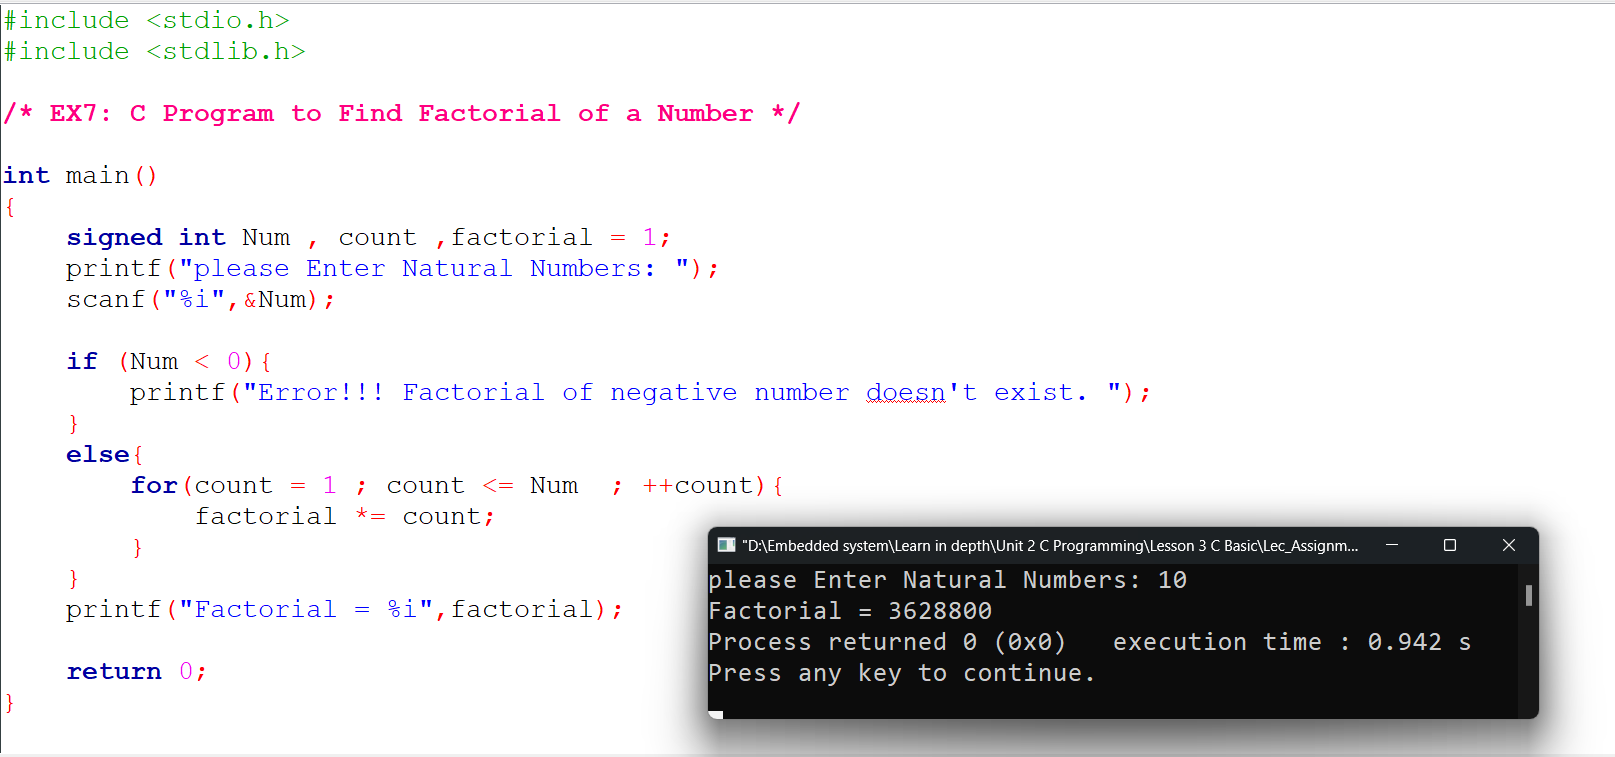 #include <stdio.h>
#include <stdlib.h>
/* EX7: C Program to Find Factorial of a Number */
int main()
{
signed int Num , count ,factorial = 1;
printf("please Enter Natural Numbers: ");
scanf("%i",&Num);
if (Num < 0){
printf("Error!!! Factorial of negative number doesn't exist. ");
}
else{
for(count = 1 ; count <= Num  ; ++count){
factorial *= count;
}
}
printf("Factorial = %i",factorial);
return 0;
}
"D:\Embedded system\Learn in depth\Unit 2 C Programming\Lesson 3 C Basic\Lec_Assignm...
please Enter Natural Numbers: 10
Factorial = 3628800
Process returned 0 (0x0)   execution time : 0.942 s
Press any key to continue.